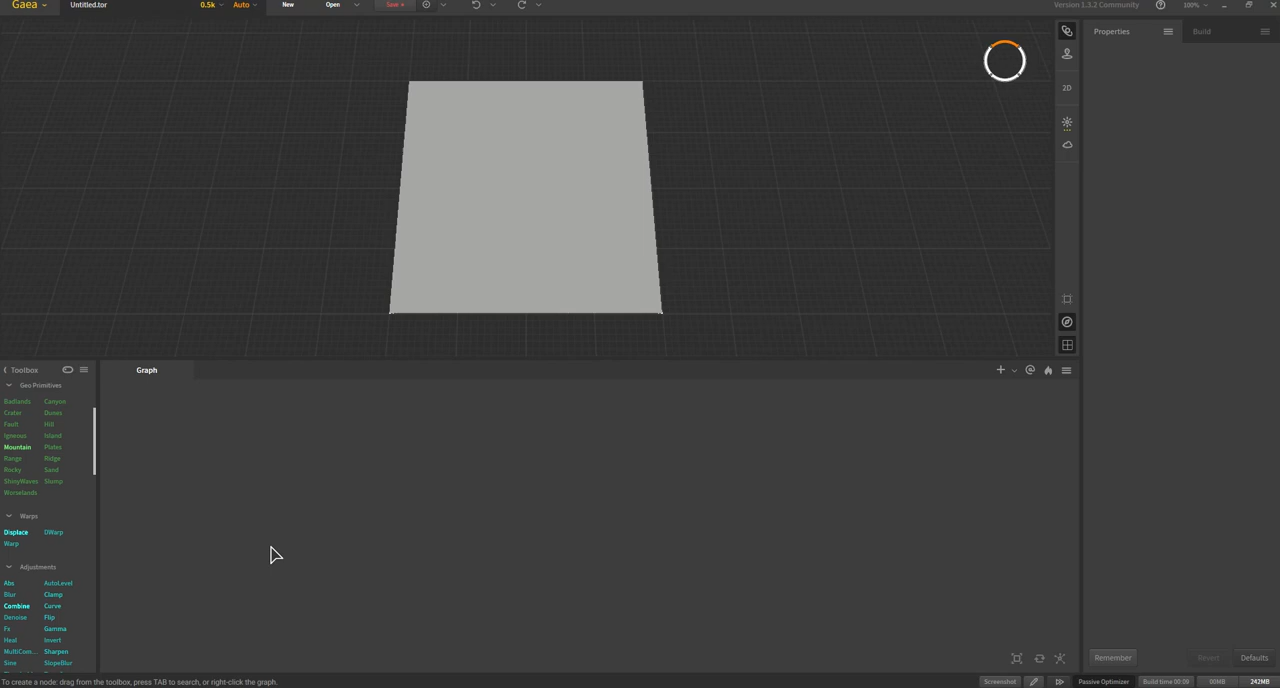 Gaea Untitled.tor 0.5k Auto New Open Save + Version 1.3.2 Community 100%
Properties Build
2D
Toolbox Graph
Geo Primitives
Badlands Canyon
Crater Dunes
Fault Hill
Igneous Island
Mountain Plates
Range Ridge
Rocky Sand
ShinyWaves Slump
Worselands
Warps
Displace DWarp
Warp
Adjustments
Abs AutoLevel
Blur Clamp
Combine Curve
Denoise Flip
Fx Gamma
Heal Invert
MultiCom... Sharpen
Sine SlopeBlur
Remember Revert Defaults
To create a node: drag from the toolbox, press TAB to search, or right-click the graph. Screenshot Passive Optimizer Build time 00:09 00MB 242MB